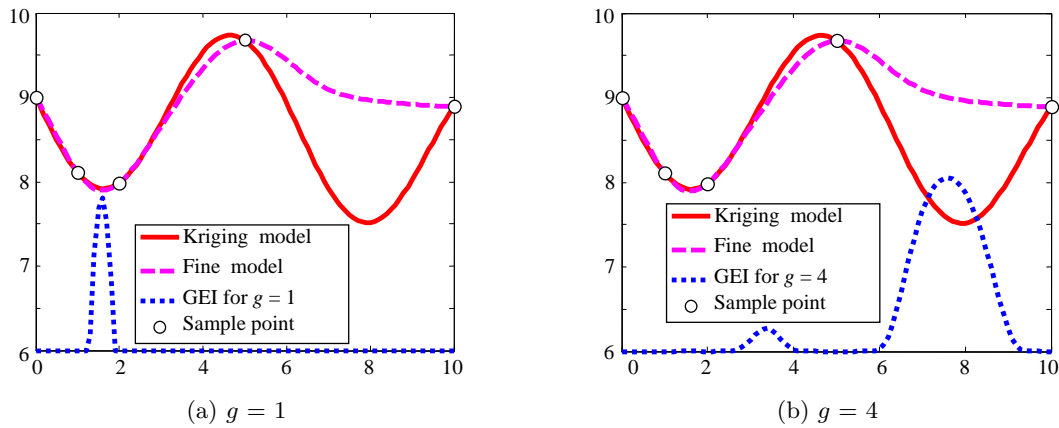 10
9
8
7
6
0
2
4
6
8
10
Kriging model
Fine model
GEI for g = 1
Sample point
(a) g = 1
10
9
8
7
6
0
2
4
6
8
10
Kriging model
Fine model
GEI for g = 4
Sample point
(b) g = 4